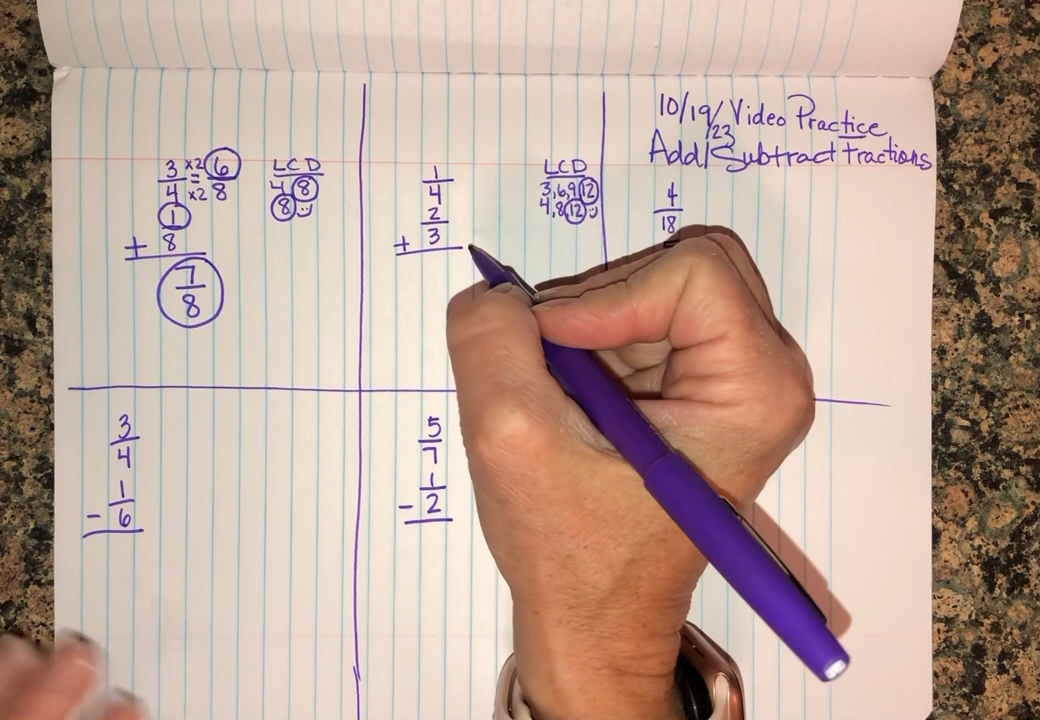 10/19/23 Video Practice
Add/Subtract Fractions
3/4 ×2/×2 = 6/8
+ 1/8
7/8
LCD
4, 8
8
1/4
+ 2/3
LCD
3, 6, 9, 12
4, 8, 12
4/18
3/4
- 1/6
5/7
- 1/2